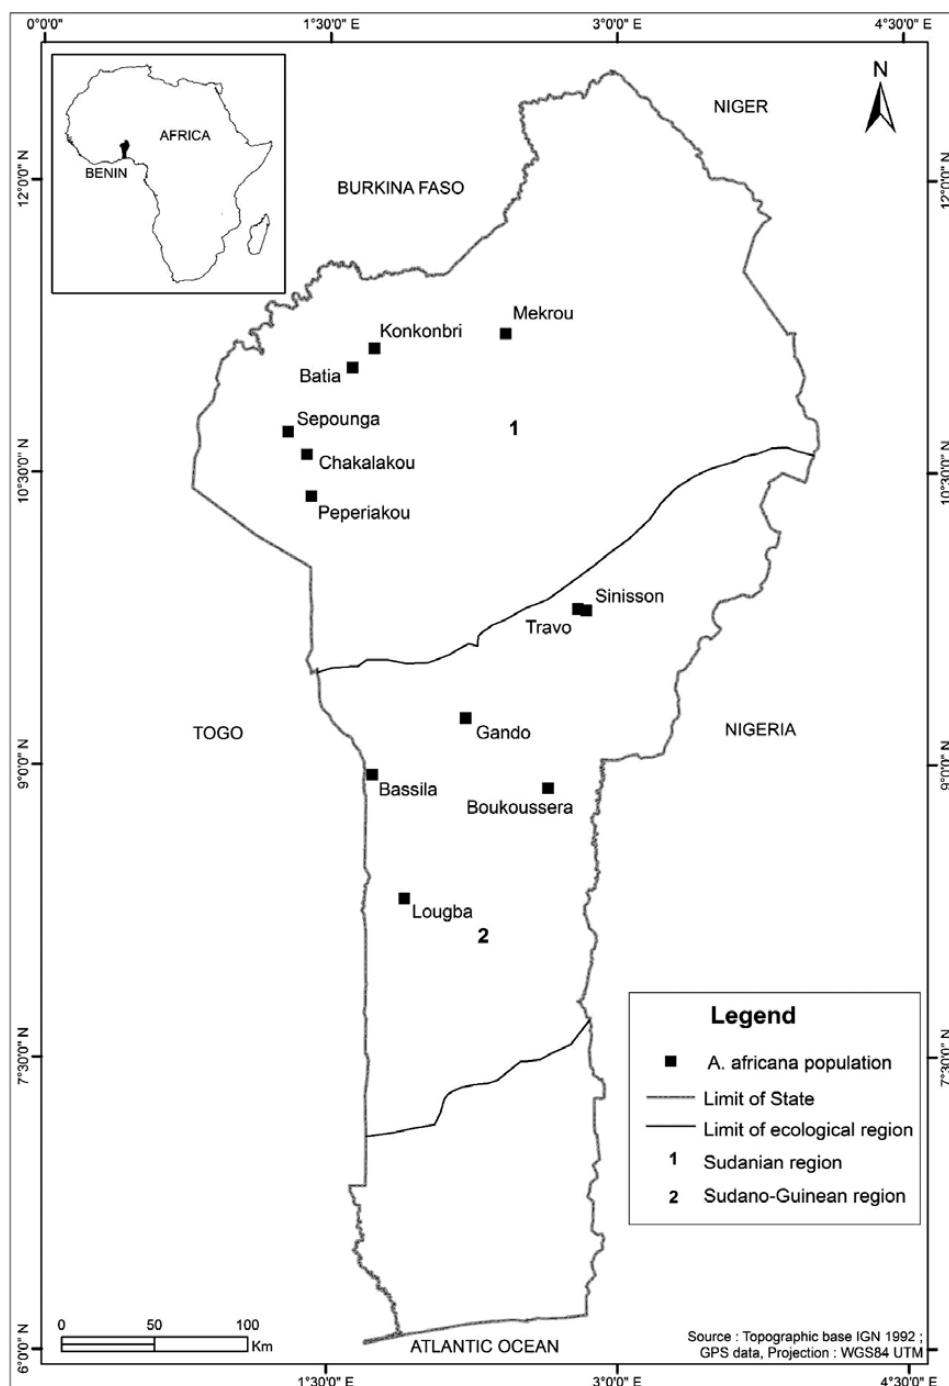 0°0'0"
1°30'0" E
3°0'0" E
4°30'0" E
N
NIGER
AFRICA
BENIN
BURKINA FASO
12°0'0" N
12°0'0" N
Mekrou
Konkonbri
Batia
Sepounga
1
Chakalakou
10°30'0" N
10°30'0" N
Peperiakou
Sinisson
Travo
TOGO
Gando
NIGERIA
9°0'0" N
9°0'0" N
Bassila
Boukoussera
Lougba
2
7°30'0" N
7°30'0" N
Legend
A. africana population
Limit of State
Limit of ecological region
1 Sudanian region
2 Sudano-Guinean region
0 50 100
Km
6°0'0" N
ATLANTIC OCEAN
Source : Topographic base IGN 1992 ;
GPS data, Projection : WGS84 UTM
1°30'0" E
3°0'0" E
4°30'0" E